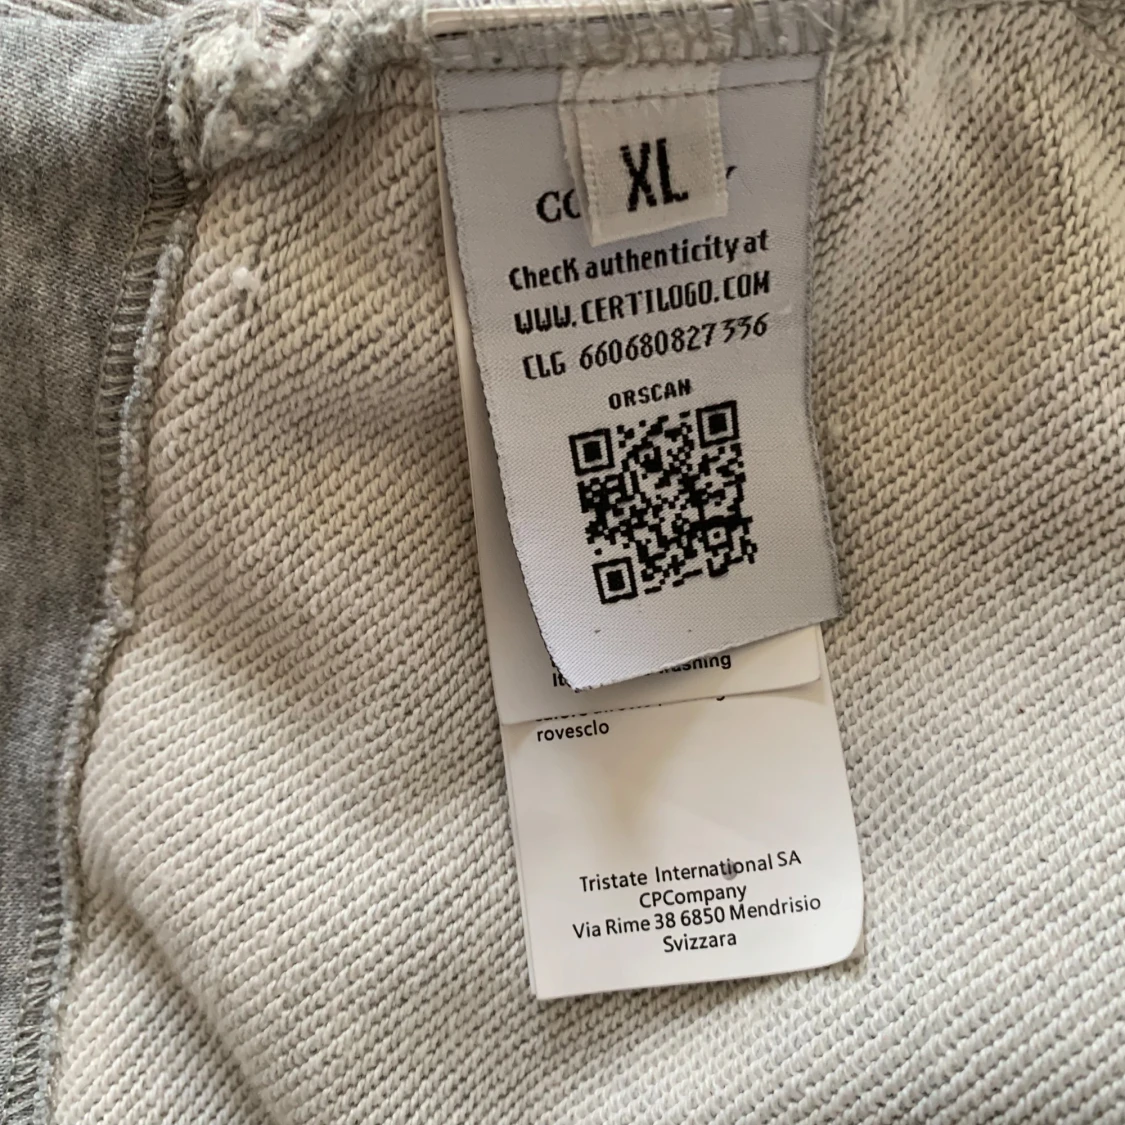 XL
Check authenticity at
WWW.CERTILOGO.COM
CLG 660680827336
ORSCAN
rovesclo
Tristate International SA
CPCompany
Via Rime 38 6850 Mendrisio
Svizzara